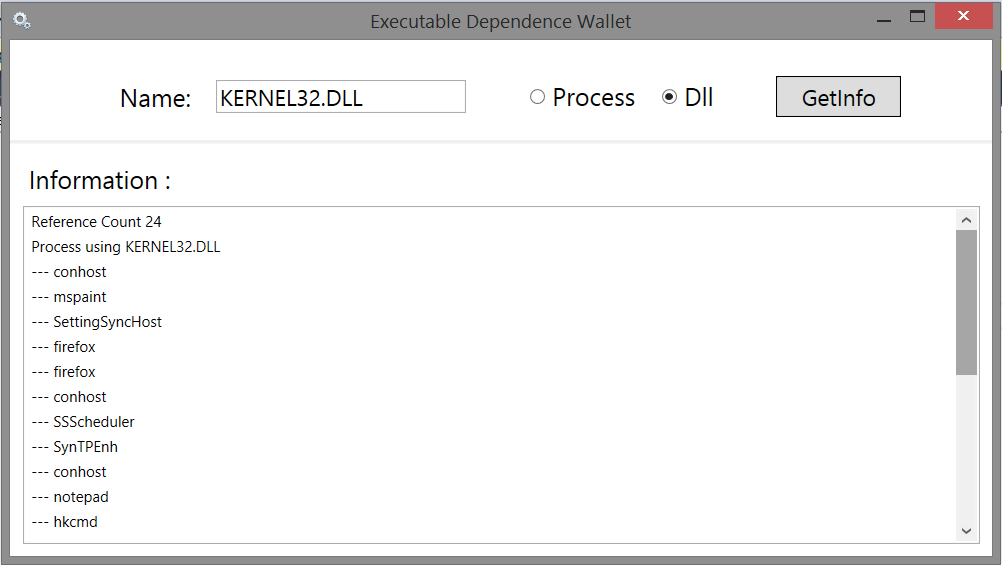 Executable Dependence Wallet
Name: KERNEL32.DLL Process Dll GetInfo
Information :
Reference Count 24
Process using KERNEL32.DLL
--- conhost
--- mspaint
--- SettingSyncHost
--- firefox
--- firefox
--- conhost
--- SSScheduler
--- SynTPEnh
--- conhost
--- notepad
--- hkcmd